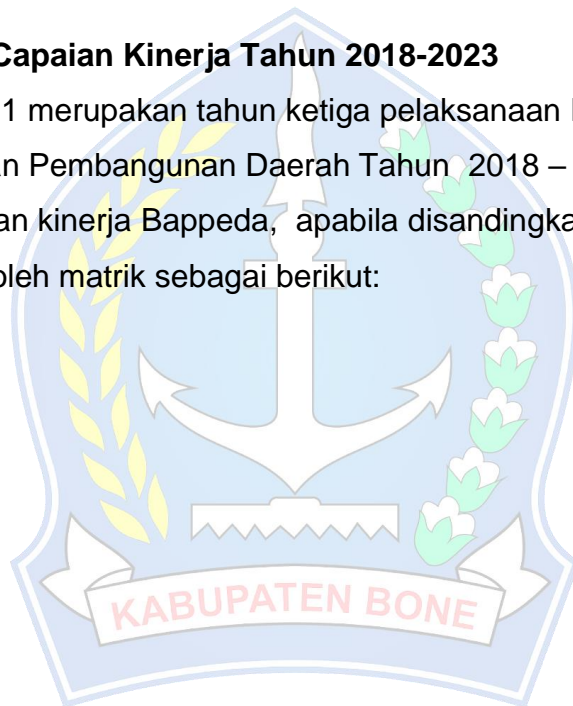 Capaian Kinerja Tahun 2018-2023
1 merupakan tahun ketiga pelaksanaan
n Pembangunan Daerah Tahun 2018 –
an kinerja Bappeda, apabila disandingka
oleh matrik sebagai berikut:
KABUPATEN BONE